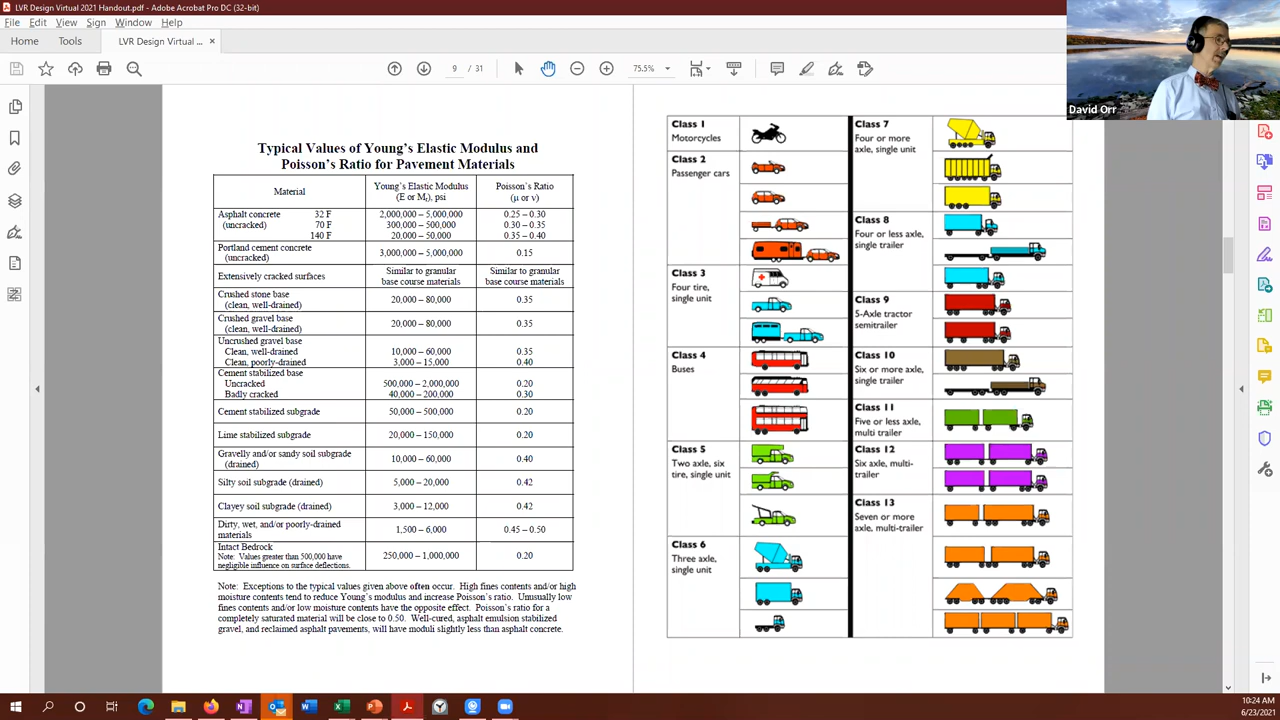 LVR Design Virtual 2021 Handout.pdf - Adobe Acrobat Pro DC (32-bit)
File Edit View Sign Window Help
Home Tools LVR Design Virtual ... ×
9 / 31 75.5%
David Orr
Typical Values of Young's Elastic Modulus and
Poisson's Ratio for Pavement Materials
Material Young's Elastic Modulus Poisson's Ratio
(E or Mr), psi (μ or ν)
Asphalt concrete 32 F 2,000,000 – 5,000,000 0.25 – 0.30
(uncracked) 70 F 300,000 – 500,000 0.30 – 0.35
140 F 20,000 – 50,000 0.35 – 0.40
Portland cement concrete 3,000,000 – 5,000,000 0.15
(uncracked)
Extensively cracked surfaces Similar to granular Similar to granular
base course materials base course materials
Crushed stone base 20,000 – 80,000 0.35
(clean, well-drained)
Crushed gravel base 20,000 – 80,000 0.35
(clean, well-drained)
Uncrushed gravel base
Clean, well-drained 10,000 – 60,000 0.35
Clean, poorly-drained 3,000 – 15,000 0.40
Cement stabilized base
Uncracked 500,000 – 2,000,000 0.20
Badly cracked 40,000 – 200,000 0.30
Cement stabilized subgrade 50,000 – 500,000 0.20
Lime stabilized subgrade 20,000 – 150,000 0.20
Gravelly and/or sandy soil subgrade 10,000 – 60,000 0.40
(drained)
Silty soil subgrade (drained) 5,000 – 20,000 0.42
Clayey soil subgrade (drained) 3,000 – 12,000 0.42
Dirty, wet, and/or poorly-drained 1,500 – 6,000 0.45 – 0.50
materials
Intact Bedrock 250,000 – 1,000,000 0.20
Note: Values greater than 500,000 have
negligible influence on surface deflections.
Note: Exceptions to the typical values given above often occur. High fines contents and/or high
moisture contents tend to reduce Young's modulus and increase Poisson's ratio. Unusually low
fines contents and/or low moisture contents have the opposite effect. Poisson's ratio for a
completely saturated material will be close to 0.50. Well-cured, asphalt emulsion stabilized
gravel, and reclaimed asphalt pavements, will have moduli slightly less than asphalt concrete.
Class 1
Motorcycles
Class 2
Passenger cars
Class 3
Four tire,
single unit
Class 4
Buses
Class 5
Two axle, six
tire, single unit
Class 6
Three axle,
single unit
Class 7
Four or more
axle, single unit
Class 8
Four or less axle,
single trailer
Class 9
5-Axle tractor
semitrailer
Class 10
Six or more axle,
single trailer
Class 11
Five or less axle,
multi trailer
Class 12
Six axle, multi-
trailer
Class 13
Seven or more
axle, multi-trailer
10:24 AM
6/23/2021